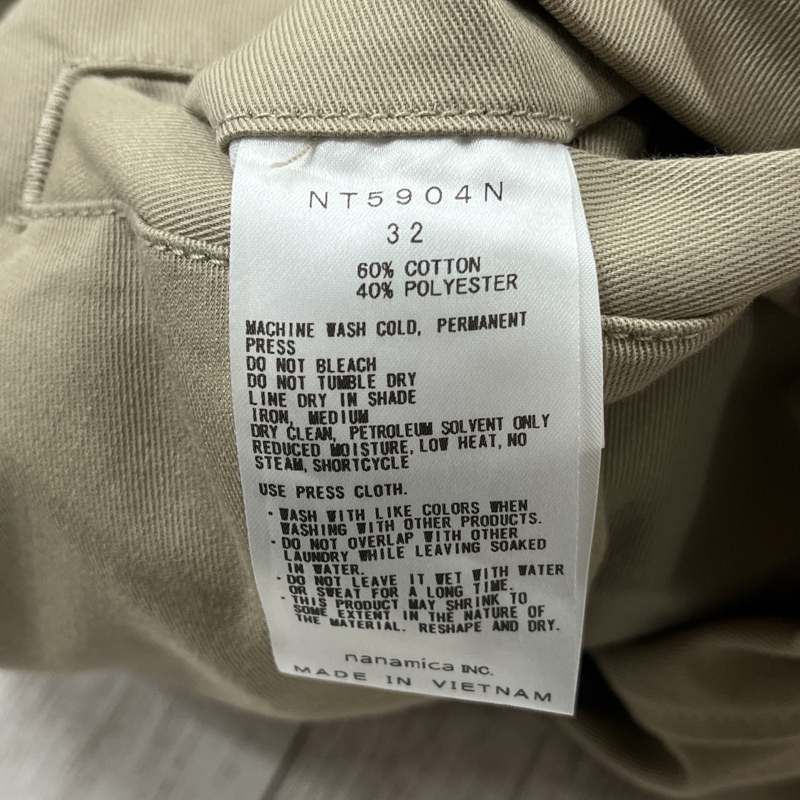 NT5904N
32
60% COTTON
40% POLYESTER
MACHINE WASH COLD, PERMANENT
PRESS
DO NOT BLEACH
DO NOT TUMBLE DRY
LINE DRY IN SHADE
IRON, MEDIUM
DRY CLEAN, PETROLEUM SOLVENT ONLY
REDUCED MOISTURE, LOW HEAT, NO
STEAM, SHORTCYCLE
USE PRESS CLOTH.
・WASH WITH LIKE COLORS WHEN
WASHING WITH OTHER PRODUCTS.
・DO NOT OVERLAP WITH OTHER
LAUNDRY WHILE LEAVING SOAKED
IN WATER.
・DO NOT LEAVE IT WET WITH WATER
OR SWEAT FOR A LONG TIME.
・THIS PRODUCT MAY SHRINK TO
SOME EXTENT IN THE NATURE OF
THE MATERIAL. RESHAPE AND DRY.
nanamica INC.
MADE IN VIETNAM